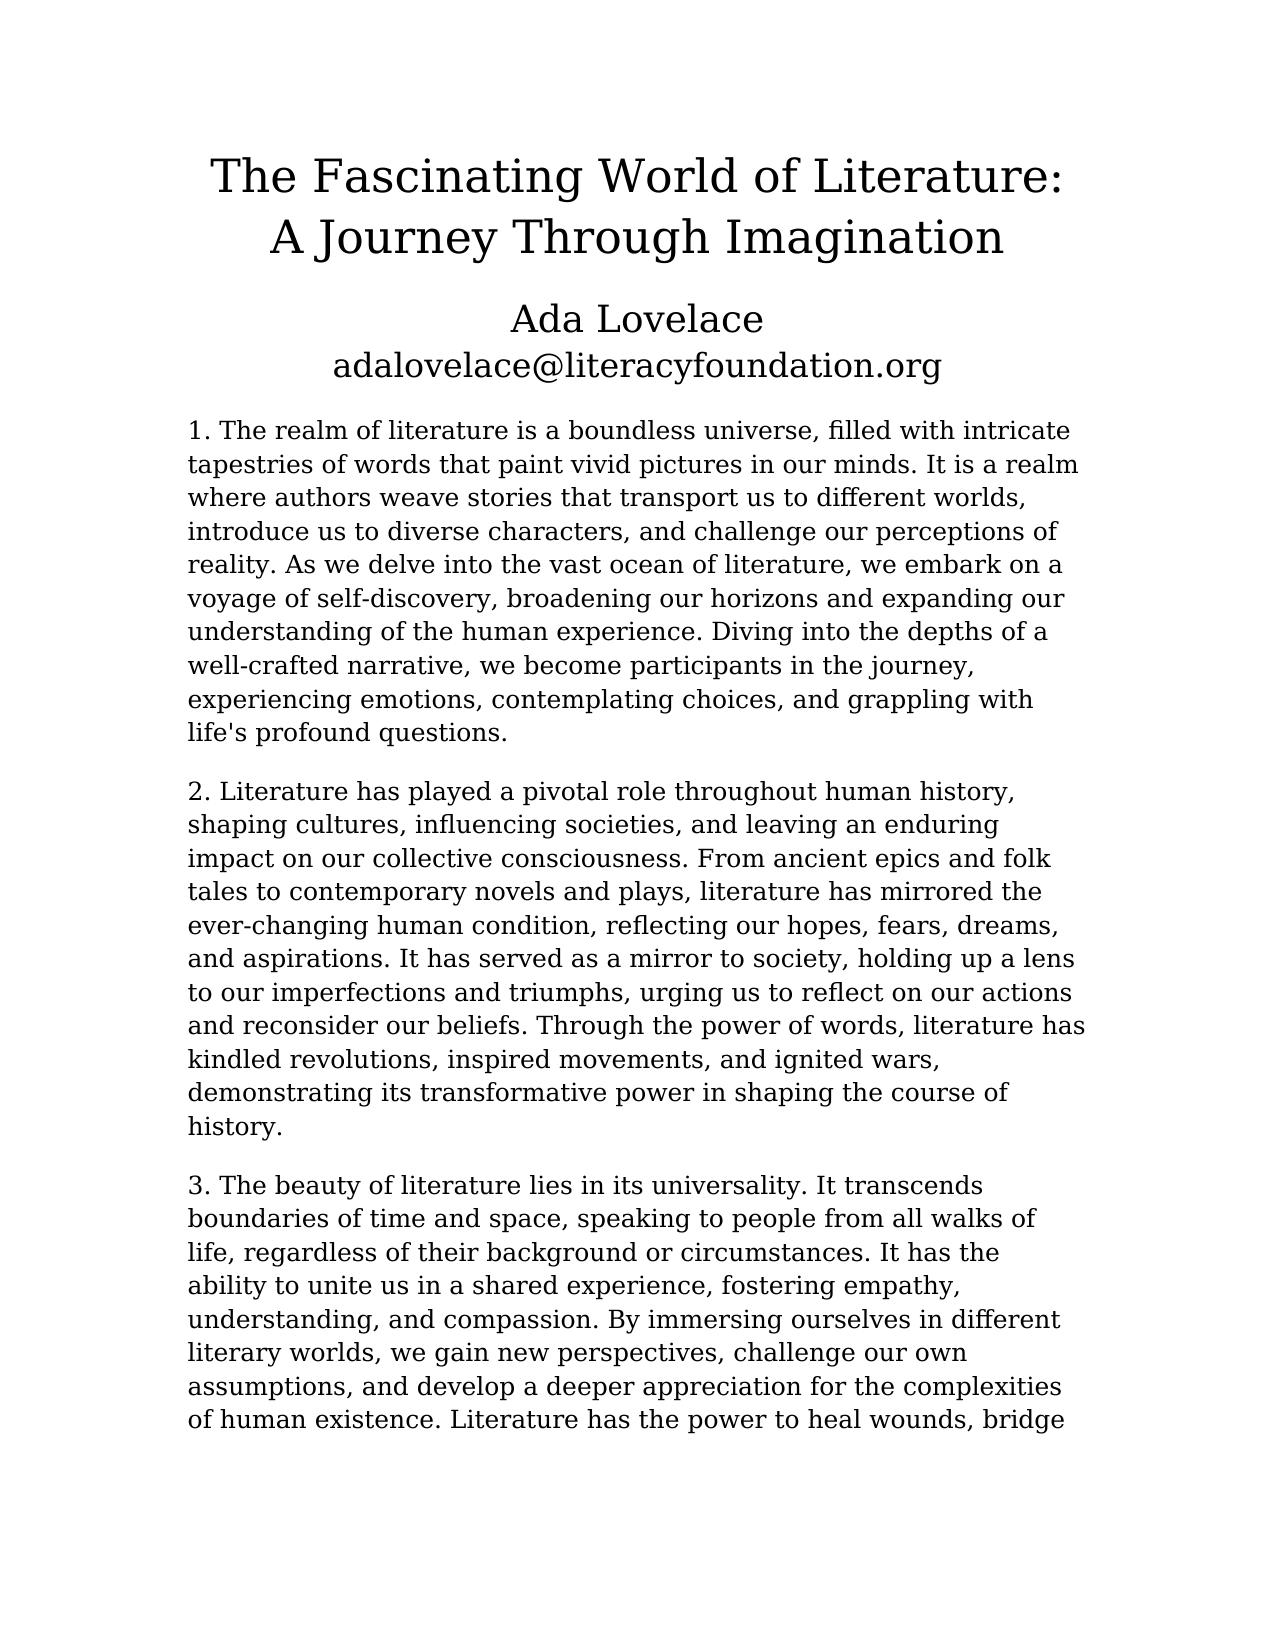 The Fascinating World of Literature:
A Journey Through Imagination
Ada Lovelace
adalovelace@literacyfoundation.org
1. The realm of literature is a boundless universe, filled with intricate
tapestries of words that paint vivid pictures in our minds. It is a realm
where authors weave stories that transport us to different worlds,
introduce us to diverse characters, and challenge our perceptions of
reality. As we delve into the vast ocean of literature, we embark on a
voyage of self-discovery, broadening our horizons and expanding our
understanding of the human experience. Diving into the depths of a
well-crafted narrative, we become participants in the journey,
experiencing emotions, contemplating choices, and grappling with
life's profound questions.
2. Literature has played a pivotal role throughout human history,
shaping cultures, influencing societies, and leaving an enduring
impact on our collective consciousness. From ancient epics and folk
tales to contemporary novels and plays, literature has mirrored the
ever-changing human condition, reflecting our hopes, fears, dreams,
and aspirations. It has served as a mirror to society, holding up a lens
to our imperfections and triumphs, urging us to reflect on our actions
and reconsider our beliefs. Through the power of words, literature has
kindled revolutions, inspired movements, and ignited wars,
demonstrating its transformative power in shaping the course of
history.
3. The beauty of literature lies in its universality. It transcends
boundaries of time and space, speaking to people from all walks of
life, regardless of their background or circumstances. It has the
ability to unite us in a shared experience, fostering empathy,
understanding, and compassion. By immersing ourselves in different
literary worlds, we gain new perspectives, challenge our own
assumptions, and develop a deeper appreciation for the complexities
of human existence. Literature has the power to heal wounds, bridge